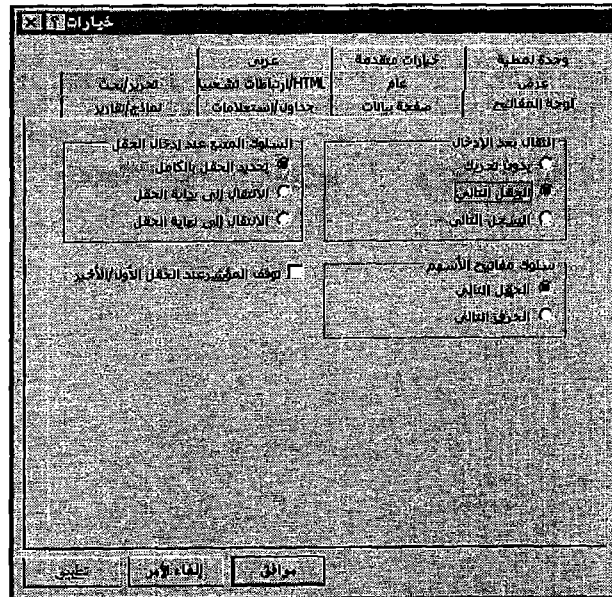 خيارات
وحدة نمطية
خيارات متقدمة
عربي
عرض
عام
HTML/ارتباطات تشعبية
تحرير/بحث
لوحة المفاتيح
صفحة بيانات
جداول/إستعلامات
نماذج/تقارير
انتقال بعد الإدخال
بدون تحريك
الحقل التالي
السجل التالي
السلوك المتبع عند إدخال الحقل
تحديد الحقل بالكامل
الانتقال إلى بداية الحقل
الانتقال إلى نهاية الحقل
سلوك مفاتيح الأسهم
الحقل التالي
الحرف التالي
توقف المؤشر عند الحقل الأول/الأخير
موافق
إلغاء الأمر
تطبيق